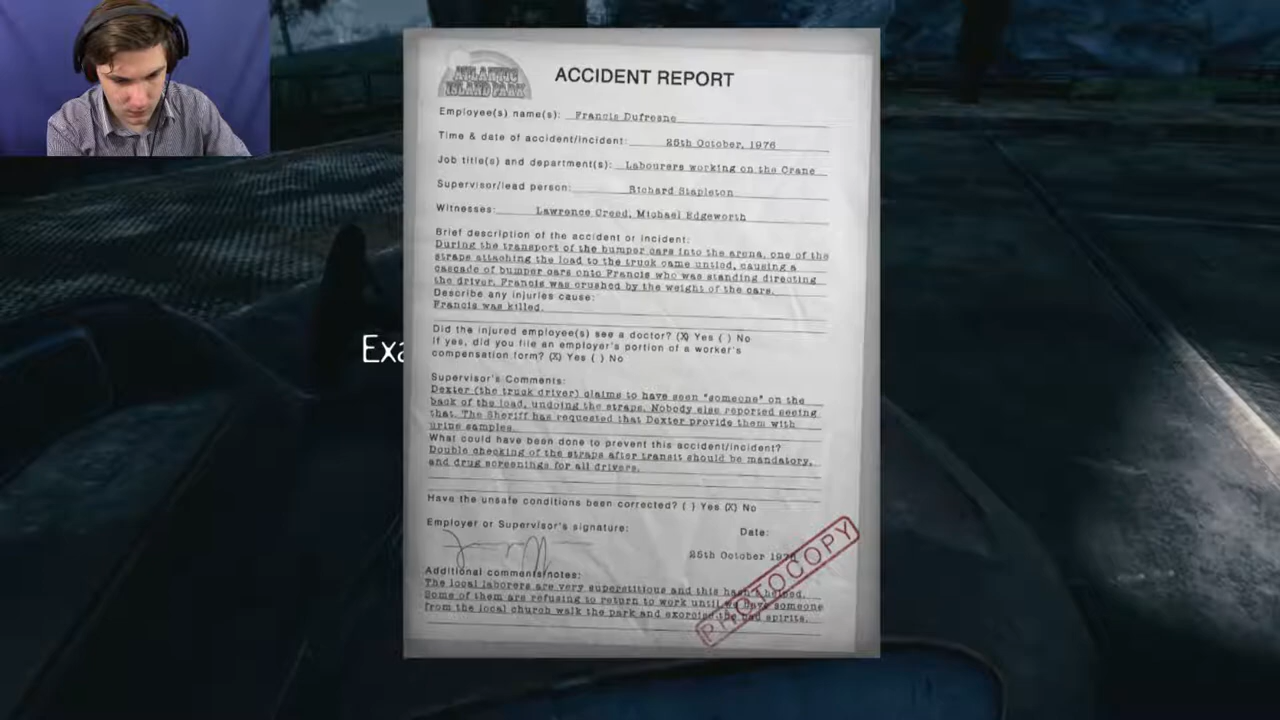 ATLANTIC
ISLAND PARK
ACCIDENT REPORT
Employee(s) name(s): Francis Dufresne
Time & date of accident/incident: 25th October, 1976
Job title(s) and department(s): Labourers working on the Crane
Supervisor/lead person: Richard Stapleton
Witnesses: Lawrence Creed, Michael Edgeworth
Brief description of the accident or incident:
During the transport of the bumper cars into the arena, one of the
straps attaching the load to the truck came untied, causing a
cascade of bumper cars onto Francis who was standing directing
the driver. Francis was crushed by the weight of the cars.
Describe any injuries cause:
Francis was killed.
Did the injured employee(s) see a doctor? (X) Yes ( ) No
If yes, did you file an employer's portion of a worker's
compensation form? (X) Yes ( ) No
Exa
Supervisor's Comments:
Dexter (the truck driver) claims to have seen "someone" on the
back of the load, undoing the straps. Nobody else reported seeing
that. The Sheriff has requested that Dexter provide them with
urine samples.
What could have been done to prevent this accident/incident?
Double checking of the straps after transit should be mandatory,
and drug screenings for all drivers.
Have the unsafe conditions been corrected? ( ) Yes (X) No
Employer or Supervisor's signature: Date:
25th October 1976
Additional comments/notes:
The local laborers are very superstitious and this hasn't helped.
Some of them are refusing to return to work until we have someone
from the local church walk the park and exorcise the bad spirits.
PHOTOCOPY